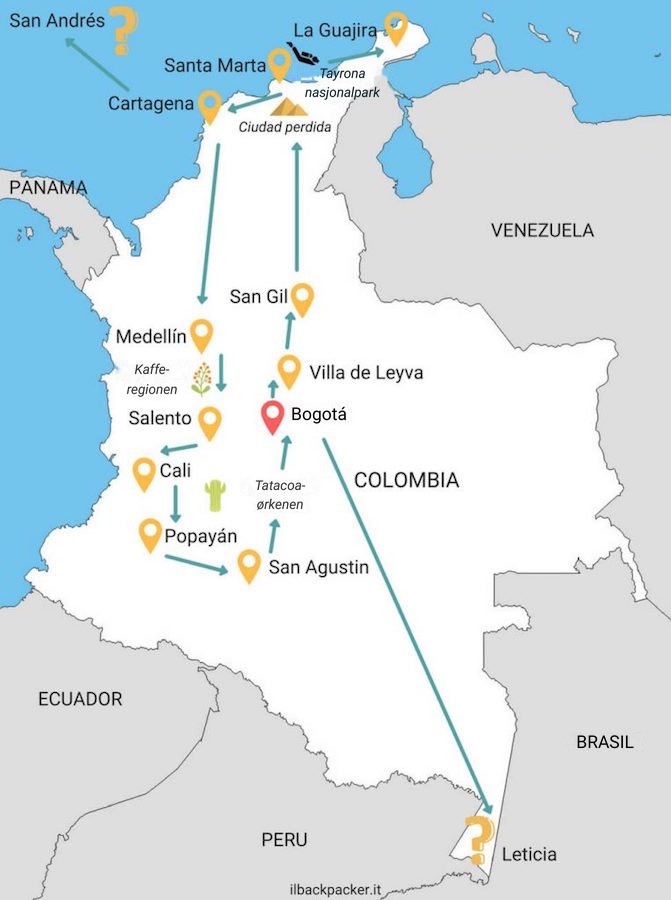 San Andrés
La Guajira
Santa Marta
Tayrona
nasjonalpark
Cartagena
Ciudad perdida
PANAMA
VENEZUELA
San Gil
Medellín
Kaffe-
regionen
Villa de Leyva
Salento
Bogotá
Cali
COLOMBIA
Tatacoa-
ørkenen
Popayán
San Agustin
ECUADOR
BRASIL
PERU
Leticia
ilbackpacker.it